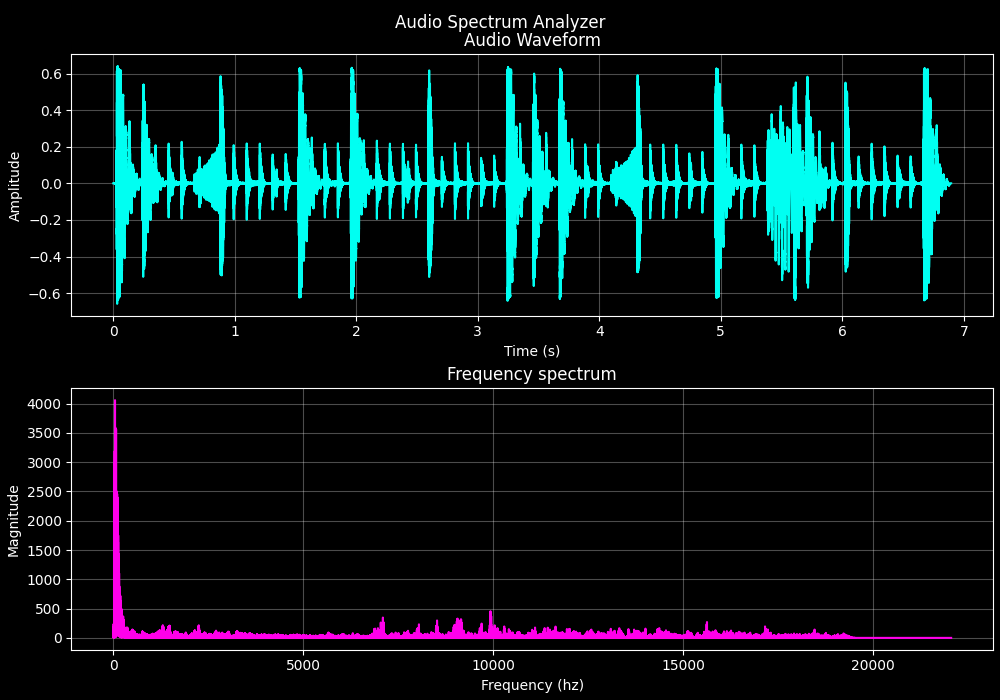 Audio Spectrum Analyzer
Audio Waveform
0.6
0.4
0.2
0.0
−0.2
−0.4
−0.6
Amplitude
0 1 2 3 4 5 6 7
Time (s)
Frequency spectrum
4000
3500
3000
2500
2000
1500
1000
500
0
Magnitude
0 5000 10000 15000 20000
Frequency (hz)